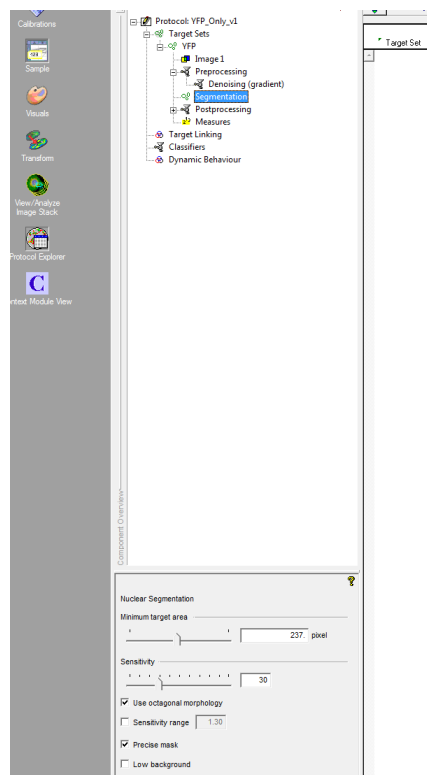 Calibrations
Sample
Visuals
Transform
View/Analyze
Image Stack
Protocol Explorer
ntext Module View
Protocol: YFP_Only_v1
Target Sets
YFP
Image 1
Preprocessing
Denoising (gradient)
Segmentation
Postprocessing
Measures
Target Linking
Classifiers
Dynamic Behaviour
Target Set
Component Overview
Nuclear Segmentation
Minimum target area
237. pixel
Sensitivity
30
Use octagonal morphology
Sensitivity range 1.30
Precise mask
Low background